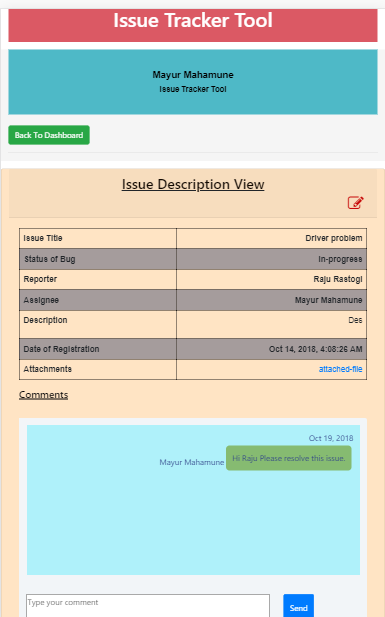 Issue Tracker Tool
Mayur Mahamune
Issue Tracker Tool
Back To Dashboard
Issue Description View
Issue Title Driver problem
Status of Bug In-progress
Reporter Raju Rastogi
Assignee Mayur Mahamune
Description Des
Date of Registration Oct 14, 2018, 4:08:26 AM
Attachments attached-file
Comments
Oct 19, 2018
Mayur Mahamune Hi Raju Please resolve this issue.
Type your comment
Send